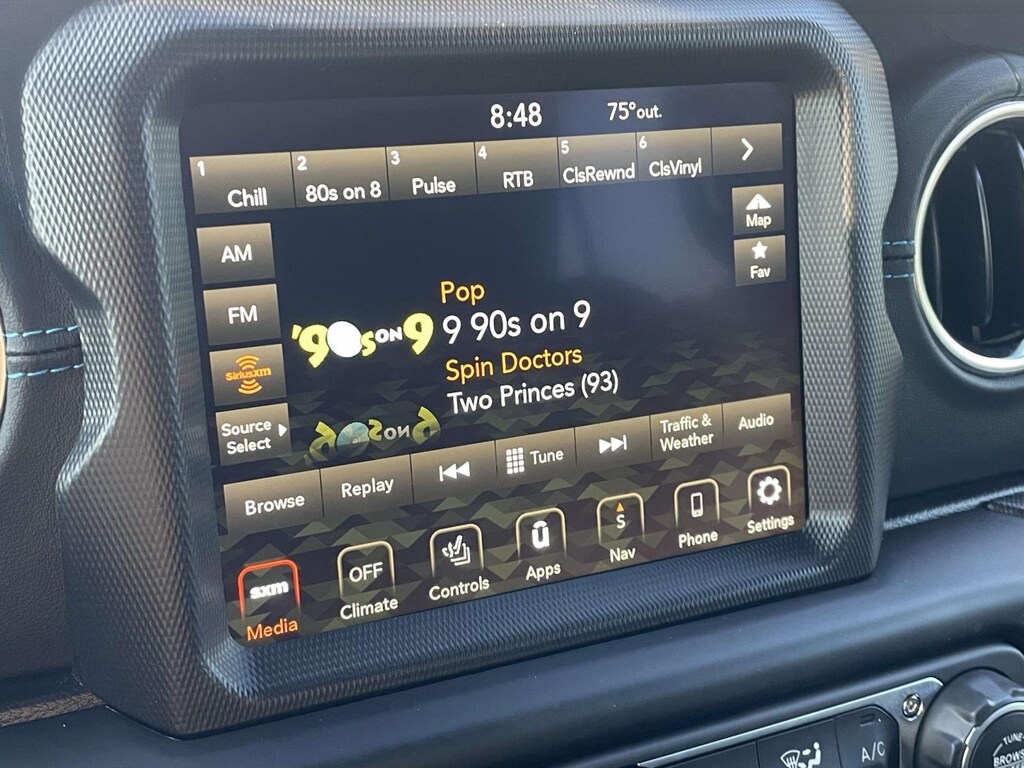 8:48 75°out.
1 Chill
2 80s on 8
3 Pulse
4 RTB
5 ClsRewnd
6 ClsVinyl
Map
Fav
AM
FM
SiriusXM
Source
Select
'90s ON 9
Pop
9 90s on 9
Spin Doctors
Two Princes (93)
Browse
Replay
Tune
Traffic &
Weather
Audio
sxm
Media
OFF
Climate
Controls
Apps
S
Nav
Phone
Settings
A/C
TUNE
BROWSE